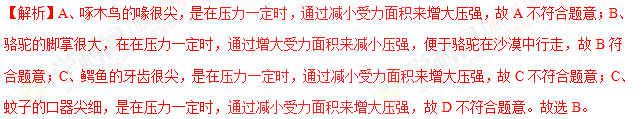 【解析】A、啄木鸟的喙很尖，是在压力一定时，通过减小受力面积来增大压强，故 A 不符合题意；B、
骆驼的脚掌很大，在在压力一定时，通过增大受力面积来减小压强，便于骆驼在沙漠中行走，故 B 符
合题意；C、鳄鱼的牙齿很尖，是在压力一定时，通过减小受力面积来增大压强，故 C 不符合题意；C、
蚊子的口器尖细，是在压力一定时，通过减小受力面积来增大压强，故 D 不符合题意。故选 B。